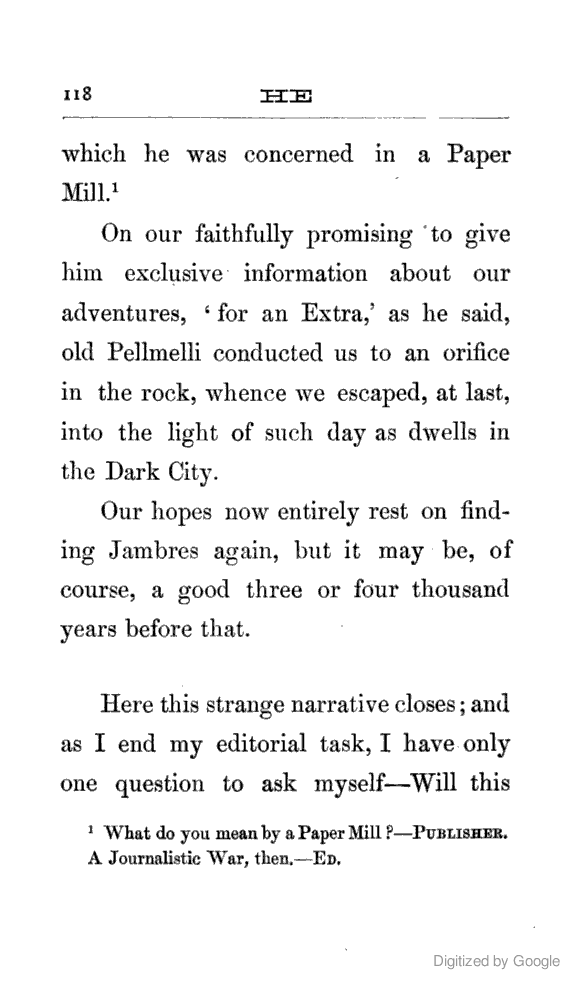 118
HE
which he was concerned in a Paper
Mill.¹
On our faithfully promising to give
him exclusive information about our
adventures, ‘ for an Extra,’ as he said,
old Pellmelli conducted us to an orifice
in the rock, whence we escaped, at last,
into the light of such day as dwells in
the Dark City.
Our hopes now entirely rest on find-
ing Jambres again, but it may be, of
course, a good three or four thousand
years before that.
Here this strange narrative closes ; and
as I end my editorial task, I have only
one question to ask myself—Will this
¹ What do you mean by a Paper Mill ?—PUBLISHER.
A Journalistic War, then.—ED.
Digitized by Google